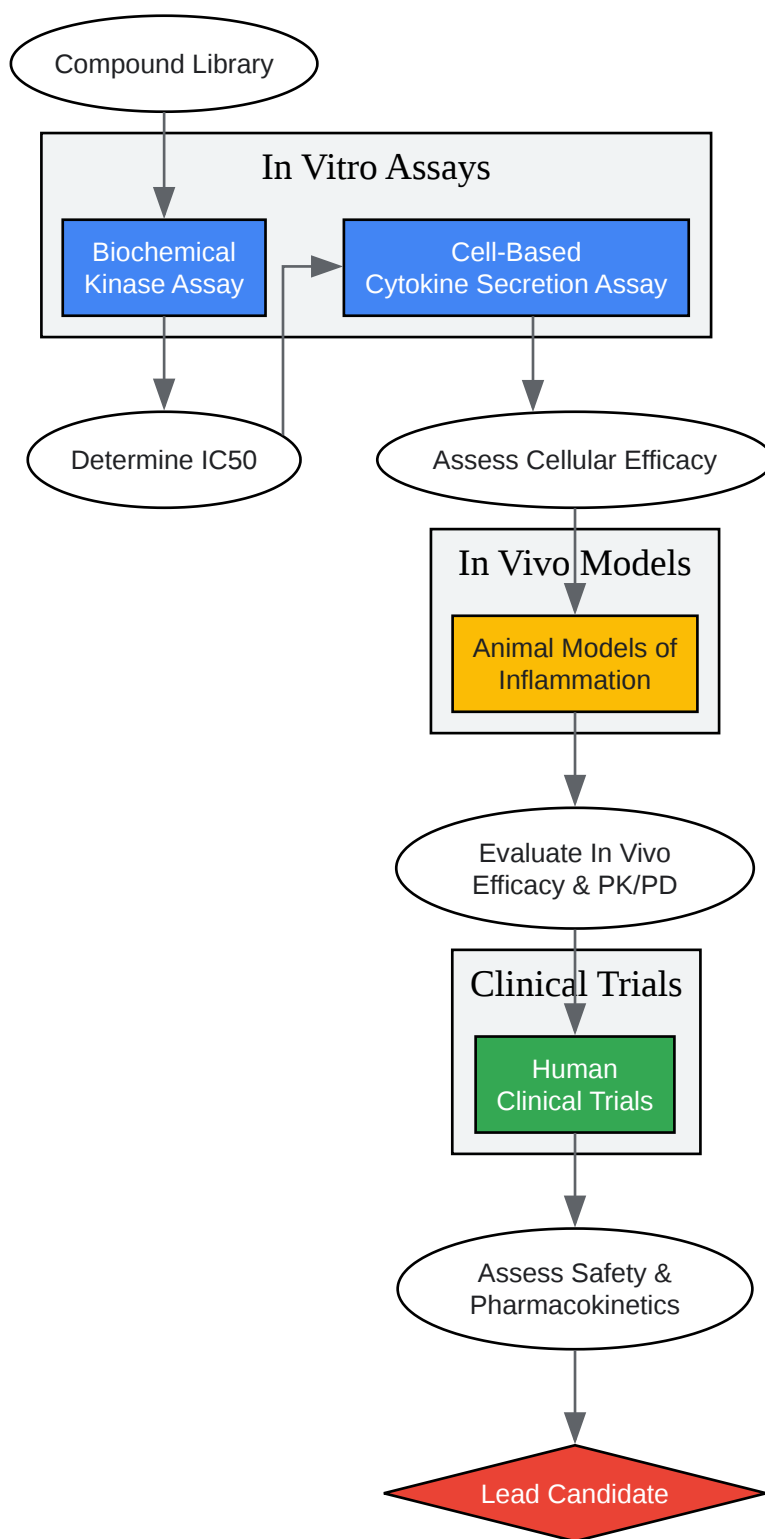 Compound Library
In Vitro Assays
Biochemical
Kinase Assay
Cell-Based
Cytokine Secretion Assay
Determine IC50
Assess Cellular Efficacy
In Vivo Models
Animal Models of
Inflammation
Evaluate In Vivo
Efficacy & PK/PD
Clinical Trials
Human
Clinical Trials
Assess Safety &
Pharmacokinetics
Lead Candidate